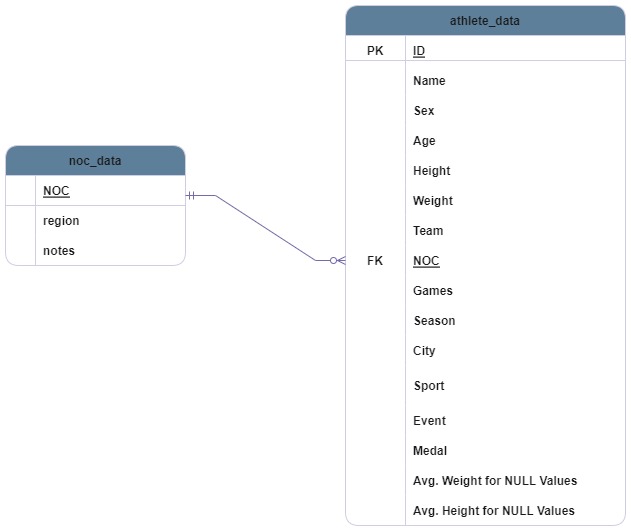 noc_data
NOC
region
notes
athlete_data
PK ID
Name
Sex
Age
Height
Weight
Team
FK NOC
Games
Season
City
Sport
Event
Medal
Avg. Weight for NULL Values
Avg. Height for NULL Values